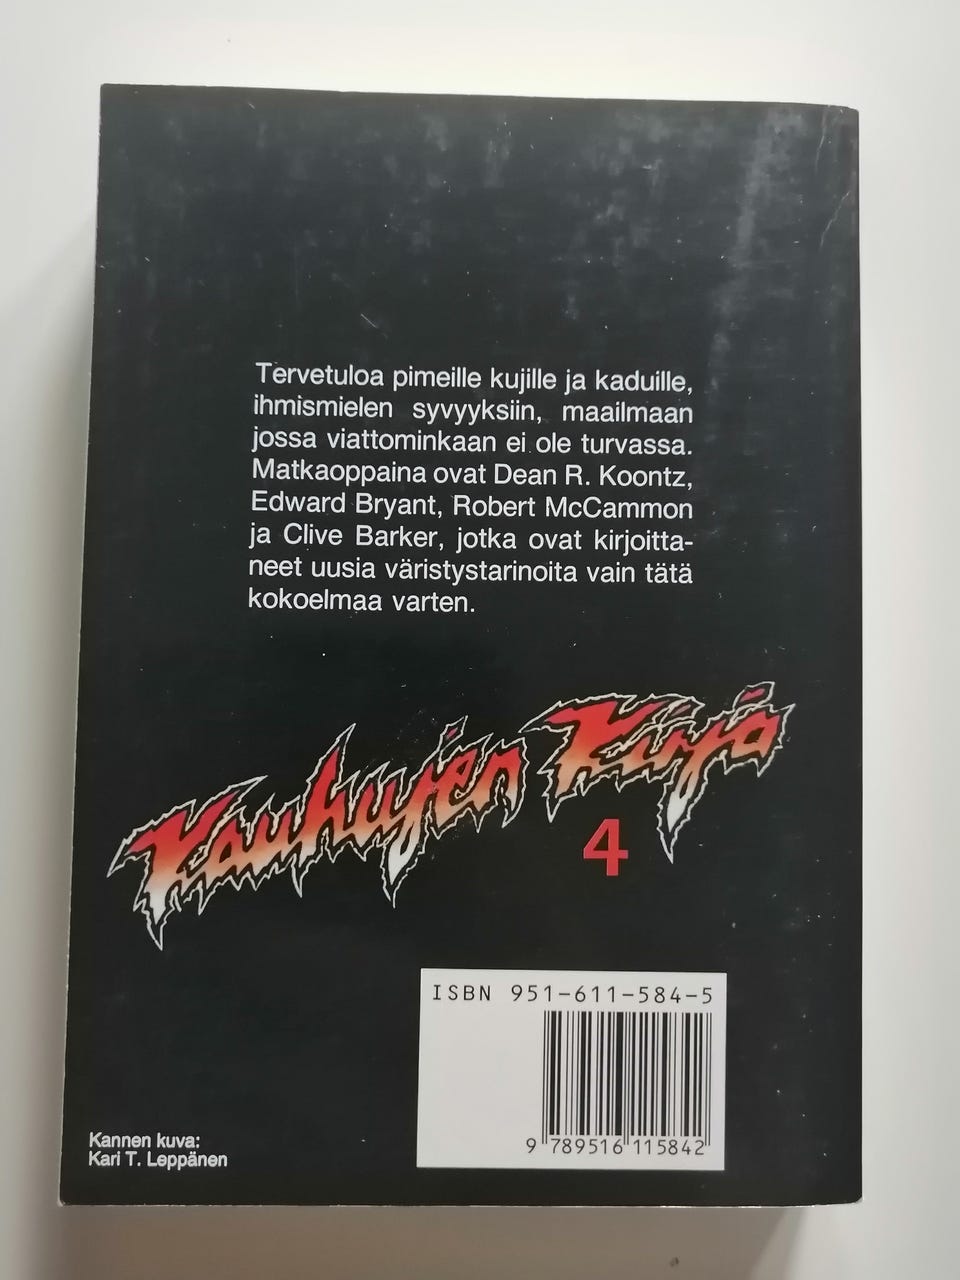 Tervetuloa pimeille kujille ja kaduille,
ihmismielen syvyyksiin, maailmaan
jossa viattominkaan ei ole turvassa.
Matkaoppaina ovat Dean R. Koontz,
Edward Bryant, Robert McCammon
ja Clive Barker, jotka ovat kirjoitta-
neet uusia väristystarinoita vain tätä
kokoelmaa varten.
Kauhujen Kirja
4
ISBN 951-611-584-5
9 789516 115842
Kannen kuva:
Kari T. Leppänen